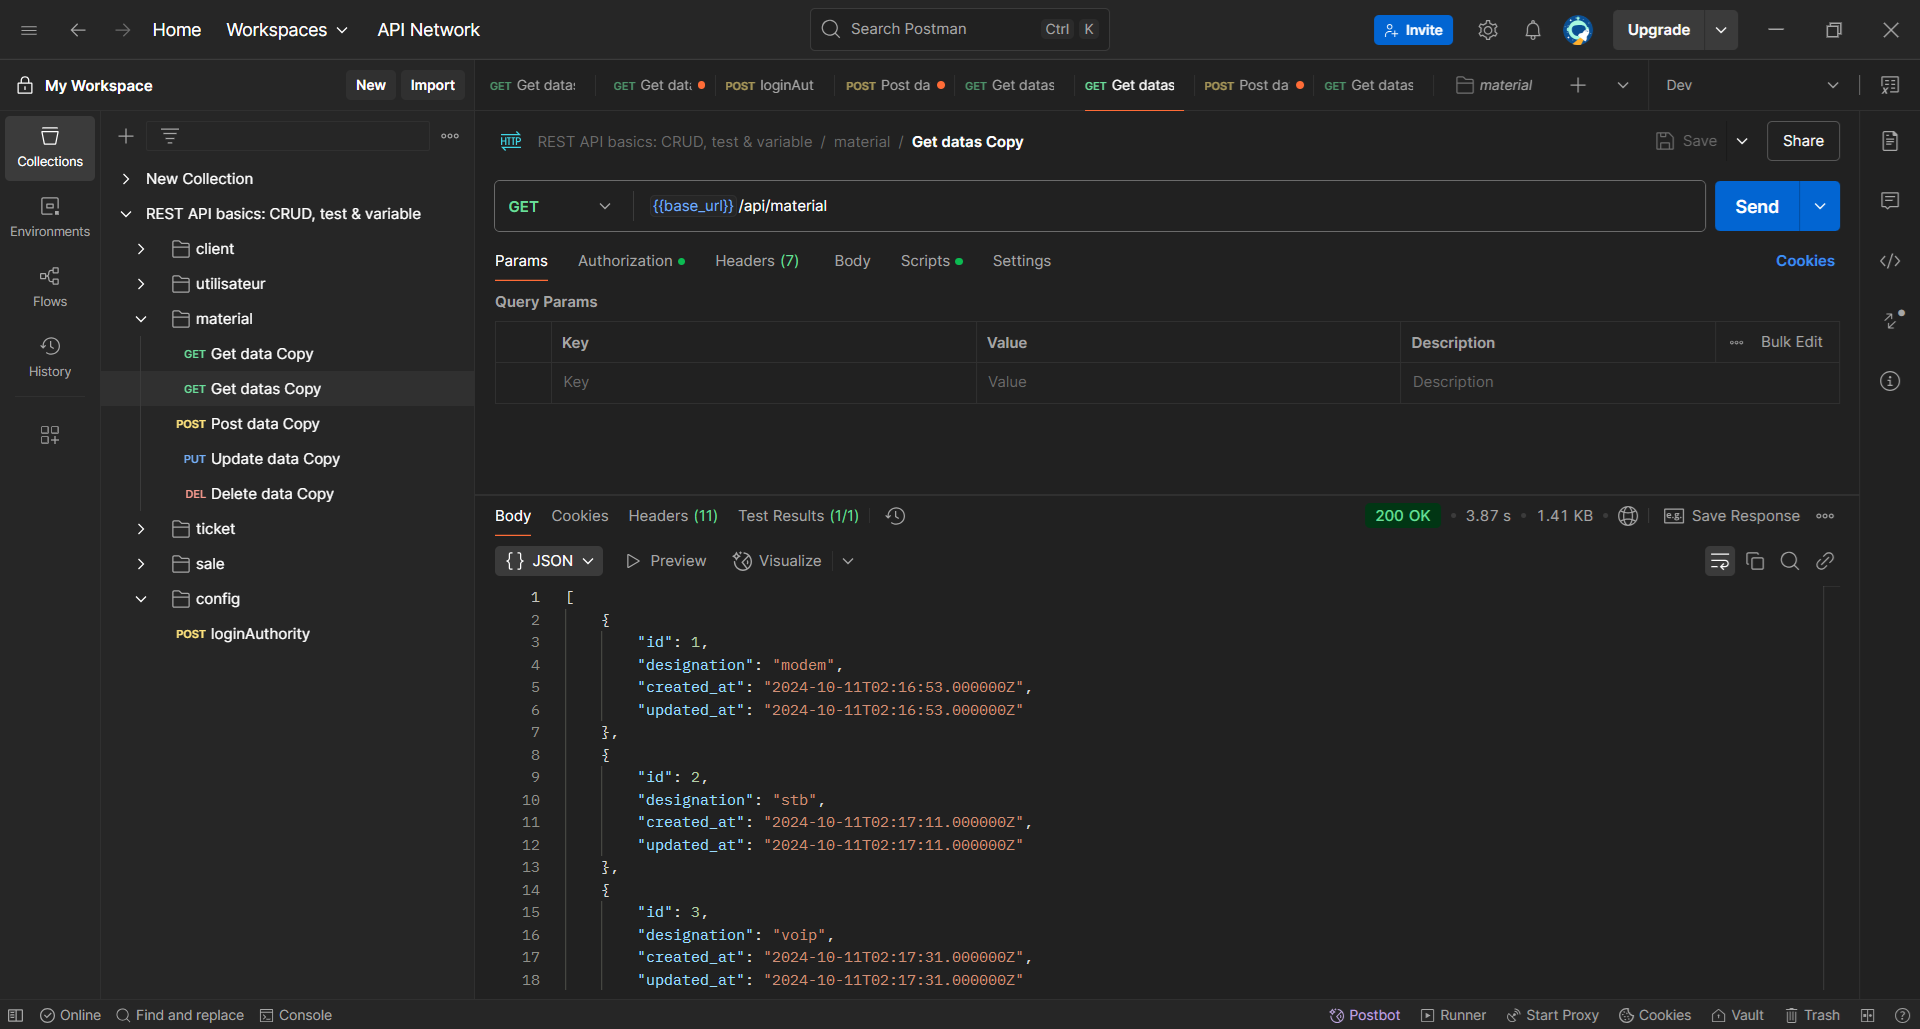 Home Workspaces API Network Search Postman Ctrl K Invite Upgrade
My Workspace New Import GET Get datas GET Get dat POST loginAut POST Post da GET Get datas GET Get datas POST Post da GET Get datas material Dev
Collections
Environments
Flows
History
New Collection
REST API basics: CRUD, test & variable
client
utilisateur
material
GET Get data Copy
GET Get datas Copy
POST Post data Copy
PUT Update data Copy
DEL Delete data Copy
ticket
sale
config
POST loginAuthority
HTTP REST API basics: CRUD, test & variable / material / Get datas Copy Save Share
GET {{base_url}} /api/material Send
Params Authorization Headers (7) Body Scripts Settings Cookies
Query Params
Key Value Description Bulk Edit
Key Value Description
Body Cookies Headers (11) Test Results (1/1) 200 OK • 3.87 s • 1.41 KB • e.g. Save Response
{} JSON Preview Visualize
1 [
2 {
3 "id": 1,
4 "designation": "modem",
5 "created_at": "2024-10-11T02:16:53.000000Z",
6 "updated_at": "2024-10-11T02:16:53.000000Z"
7 },
8 {
9 "id": 2,
10 "designation": "stb",
11 "created_at": "2024-10-11T02:17:11.000000Z",
12 "updated_at": "2024-10-11T02:17:11.000000Z"
13 },
14 {
15 "id": 3,
16 "designation": "voip",
17 "created_at": "2024-10-11T02:17:31.000000Z",
18 "updated_at": "2024-10-11T02:17:31.000000Z"
Online Find and replace Console Postbot Runner Start Proxy Cookies Vault Trash